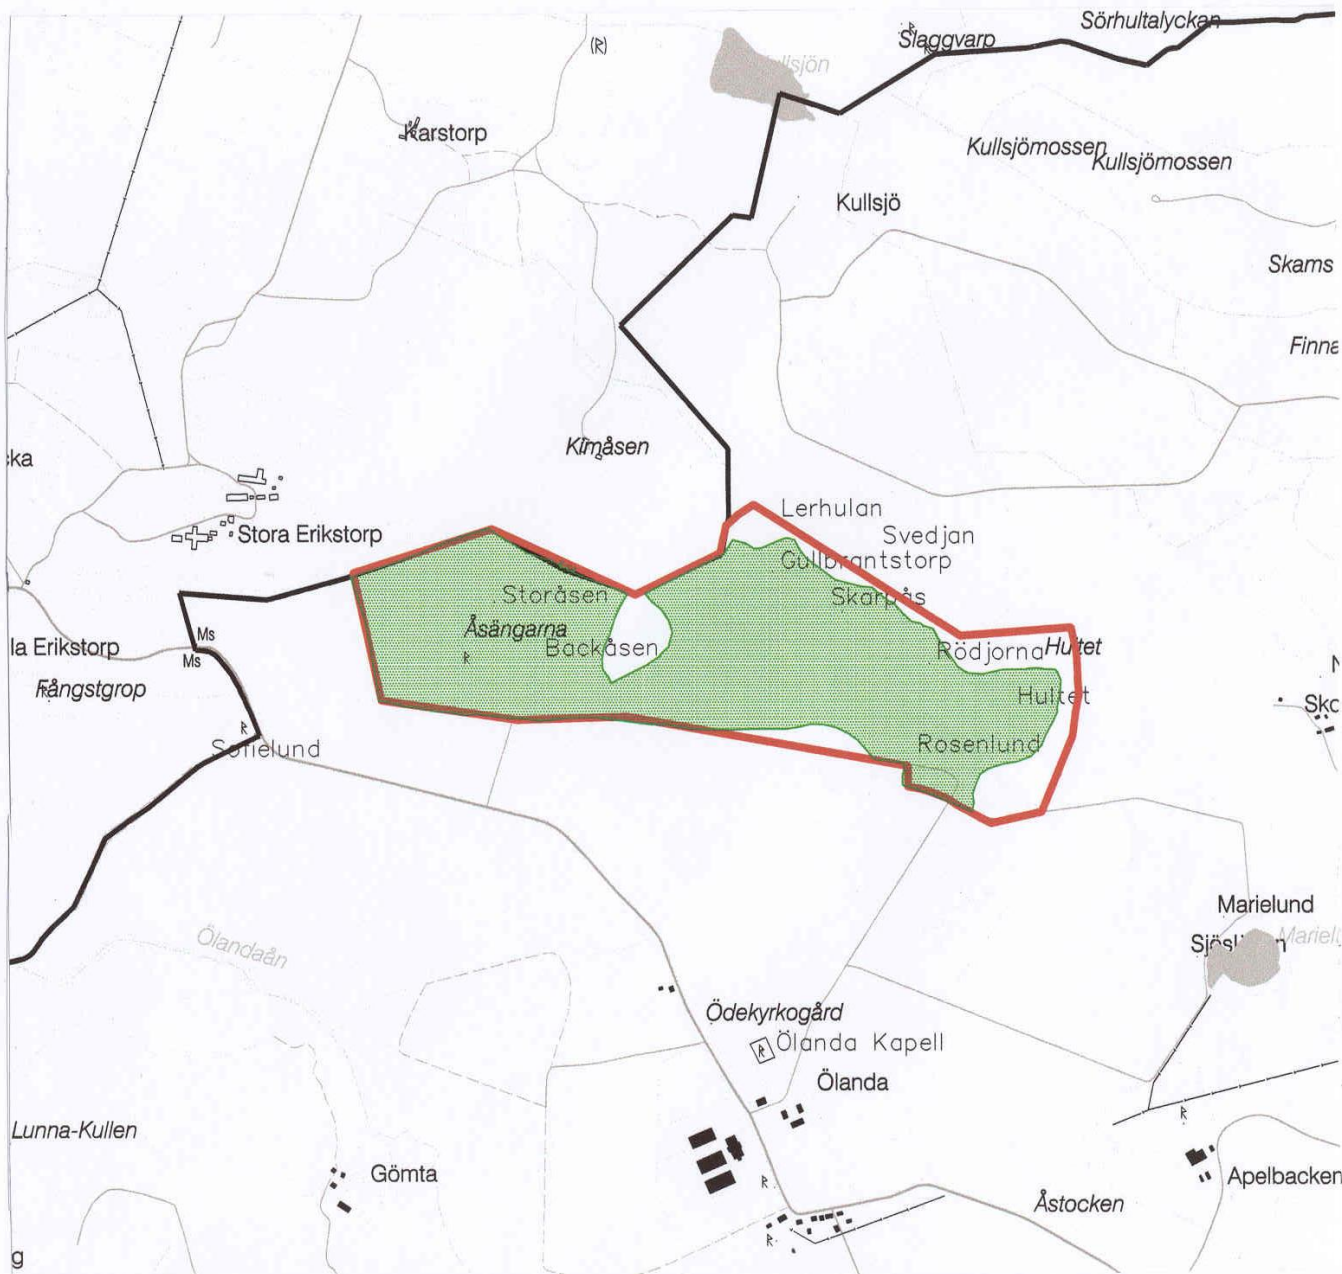 Sörhultalyckan
Slaggvarp
(R)
Karstorp
Kullsjömossen
Kullsjömossen
Kullsjö
Skams
Finne
Kimåsen
ka
Stora Erikstorp
Lerhulan
Svedjan
Gullbrantstorp
Storåsen
Skarpås
Åsängarna
Backåsen
Rödjorna
Hultet
Hultet
Ms
Ms
la Erikstorp
Fångstgrop
R
R
Sofielund
Rosenlund
Sko
Marielund
Ölandaån
Ödekyrkogård
R
Ölanda Kapell
Ölanda
R
Lunna-Kullen
Gömta
R
Apelbacken
Åstocken
R
g